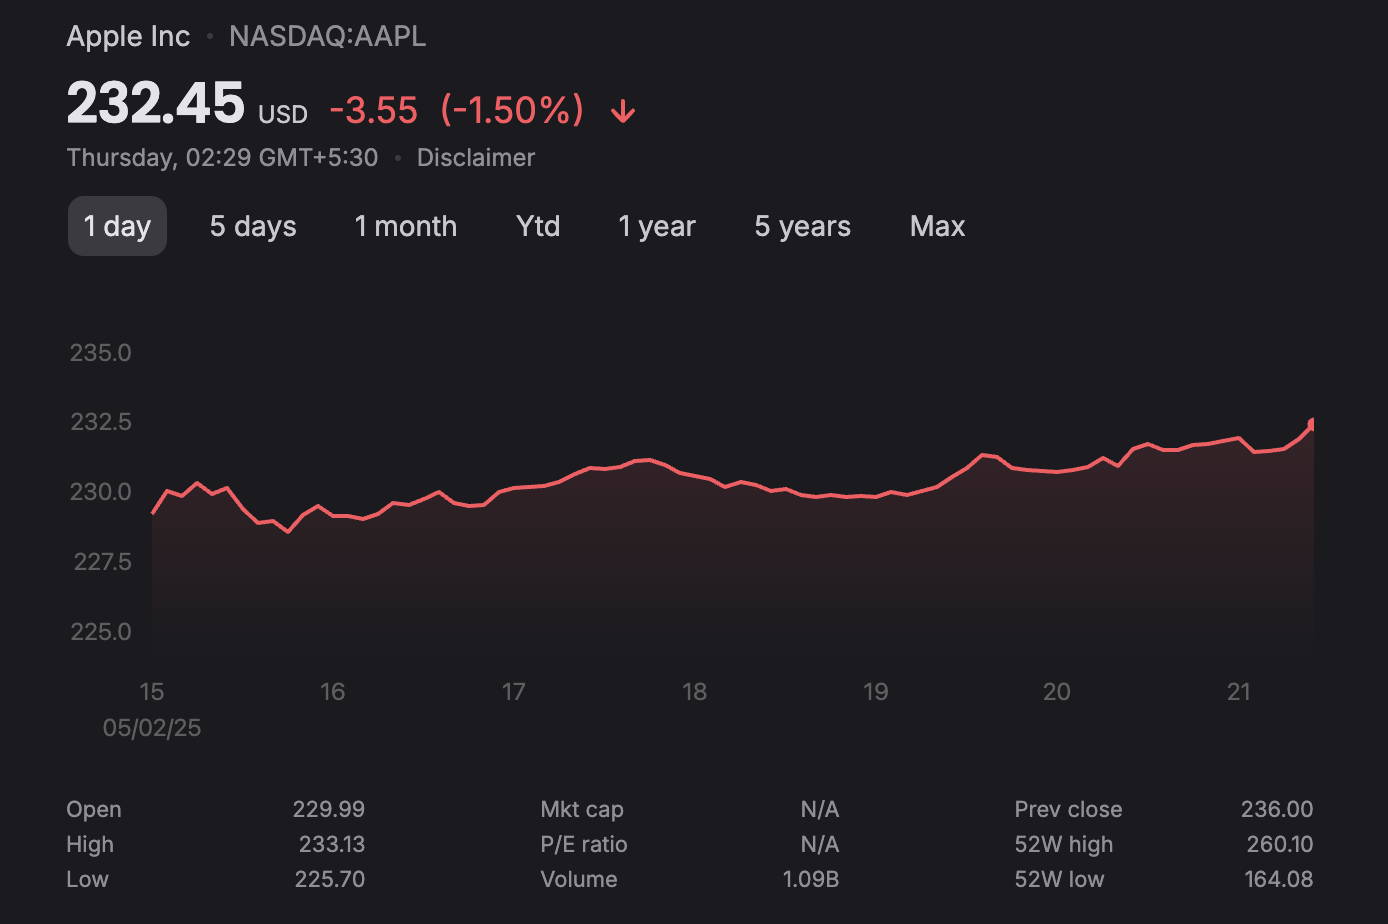 Apple Inc · NASDAQ:AAPL
232.45 USD -3.55 (-1.50%) ↓
Thursday, 02:29 GMT+5:30 · Disclaimer
1 day 5 days 1 month Ytd 1 year 5 years Max
235.0
232.5
230.0
227.5
225.0
15 16 17 18 19 20 21
05/02/25
Open 229.99 Mkt cap N/A Prev close 236.00
High 233.13 P/E ratio N/A 52W high 260.10
Low 225.70 Volume 1.09B 52W low 164.08